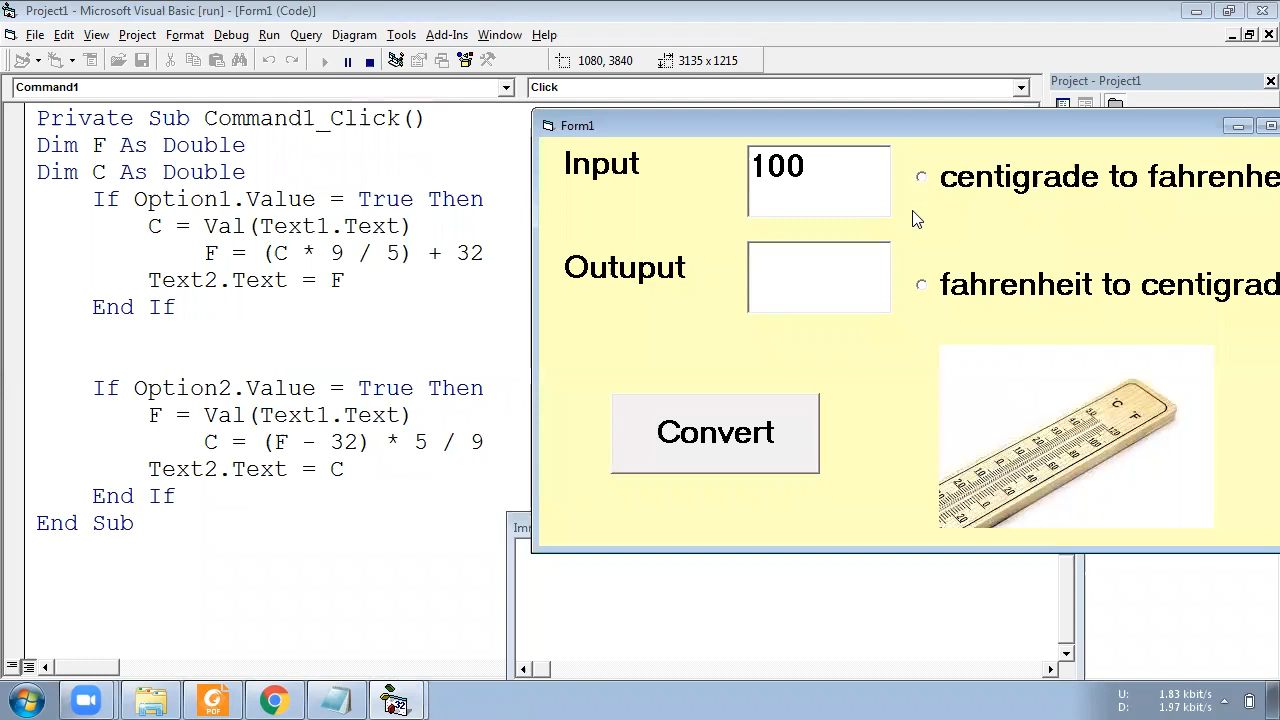 Project1 - Microsoft Visual Basic [run] - [Form1 (Code)]
File Edit View Project Format Debug Run Query Diagram Tools Add-Ins Window Help
1080, 3840 3135 x 1215
Command1 Click Project - Project1
Private Sub Command1_Click()
Dim F As Double
Dim C As Double
If Option1.Value = True Then
C = Val(Text1.Text)
F = (C * 9 / 5) + 32
Text2.Text = F
End If
If Option2.Value = True Then
F = Val(Text1.Text)
C = (F - 32) * 5 / 9
Text2.Text = C
End If
End Sub
Form1
Input 100 centigrade to fahrenhe
Outuput fahrenheit to centigrad
Convert
°C °F
Imm
PDF
32
U: 1.83 kbit/s
D: 1.97 kbit/s